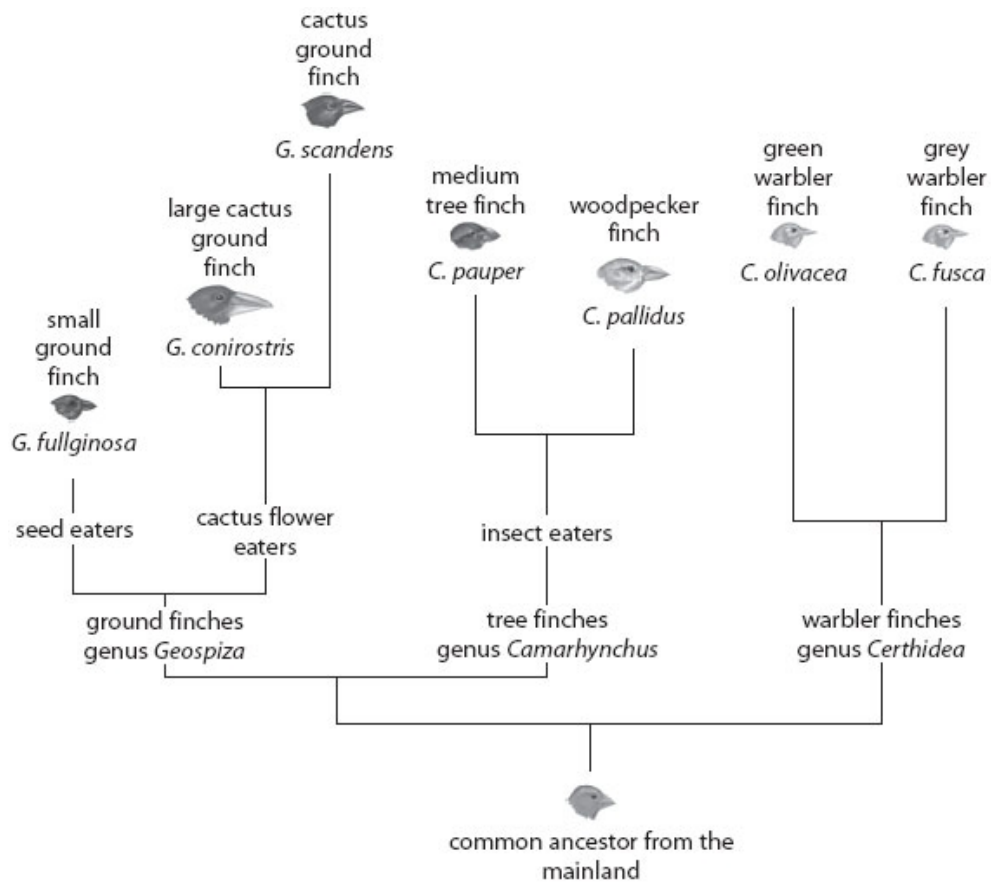 cactus
ground
finch
G. scandens
large cactus
ground
finch
G. conirostris
small
ground
finch
G. fullginosa
medium
tree finch
C. pauper
woodpecker
finch
C. pallidus
green
warbler
finch
C. olivacea
grey
warbler
finch
C. fusca
seed eaters
cactus flower
eaters
insect eaters
ground finches
genus Geospiza
tree finches
genus Camarhynchus
warbler finches
genus Certhidea
common ancestor from the
mainland